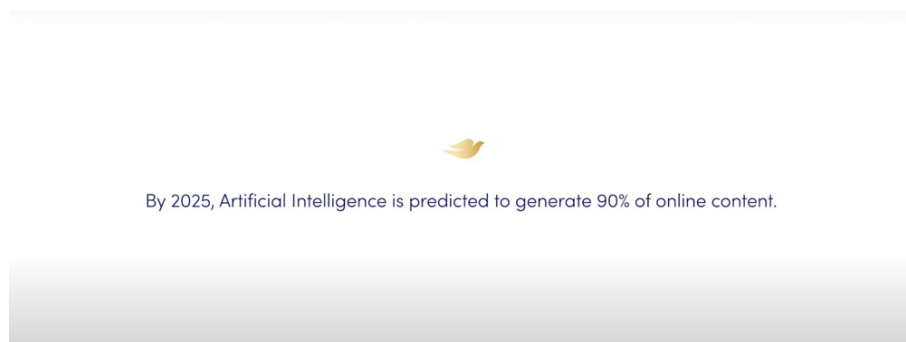 By 2025, Artificial Intelligence is predicted to generate 90% of online content.